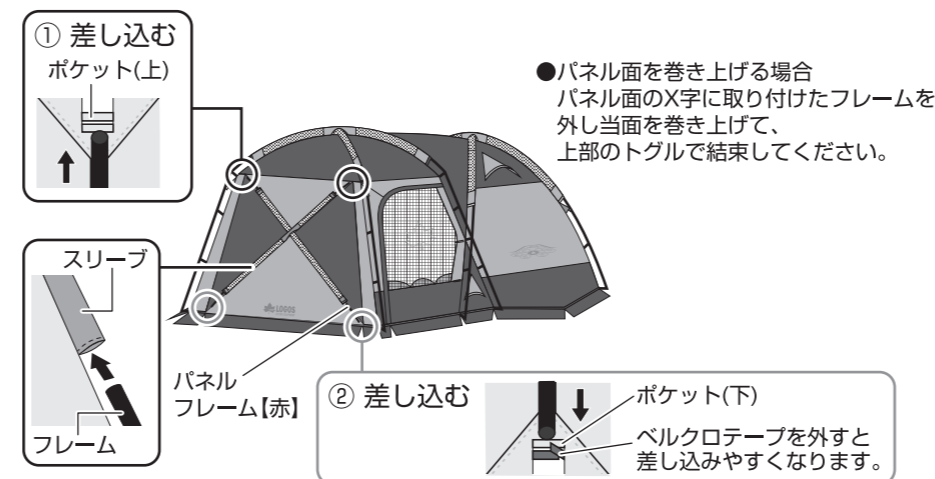 ① 差し込む
ポケット(上)
●パネル面を巻き上げる場合
パネル面のX字に取り付けたフレームを
外し当面を巻き上げて、
上部のトグルで結束してください。
スリーブ
フレーム
LOGOS
パネル
フレーム【赤】
② 差し込む
ポケット(下)
ベルクロテープを外すと
差し込みやすくなります。